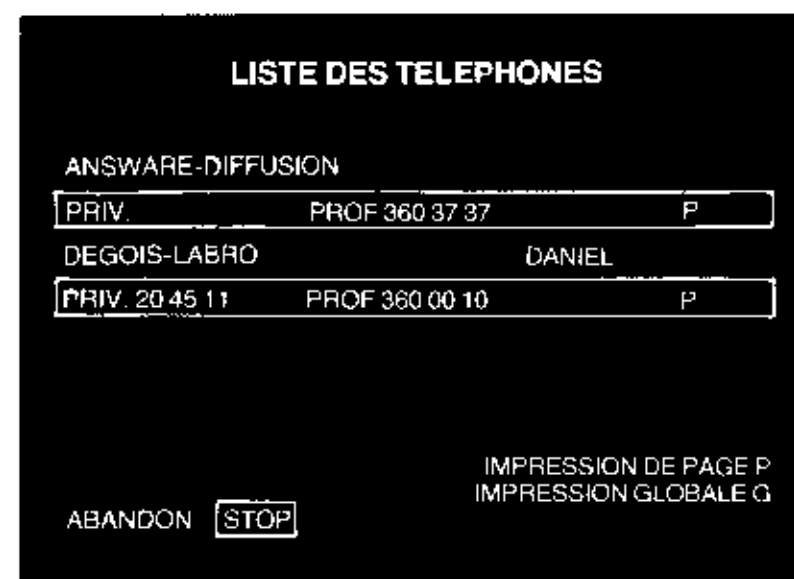 LISTE DES TELEPHONES
ANSWARE-DIFFUSION
PRIV. PROF 360 37 37 P
DEGOIS-LABRO DANIEL
PRIV. 20 45 11 PROF 360 00 10 P
IMPRESSION DE PAGE P
IMPRESSION GLOBALE G
ABANDON STOP